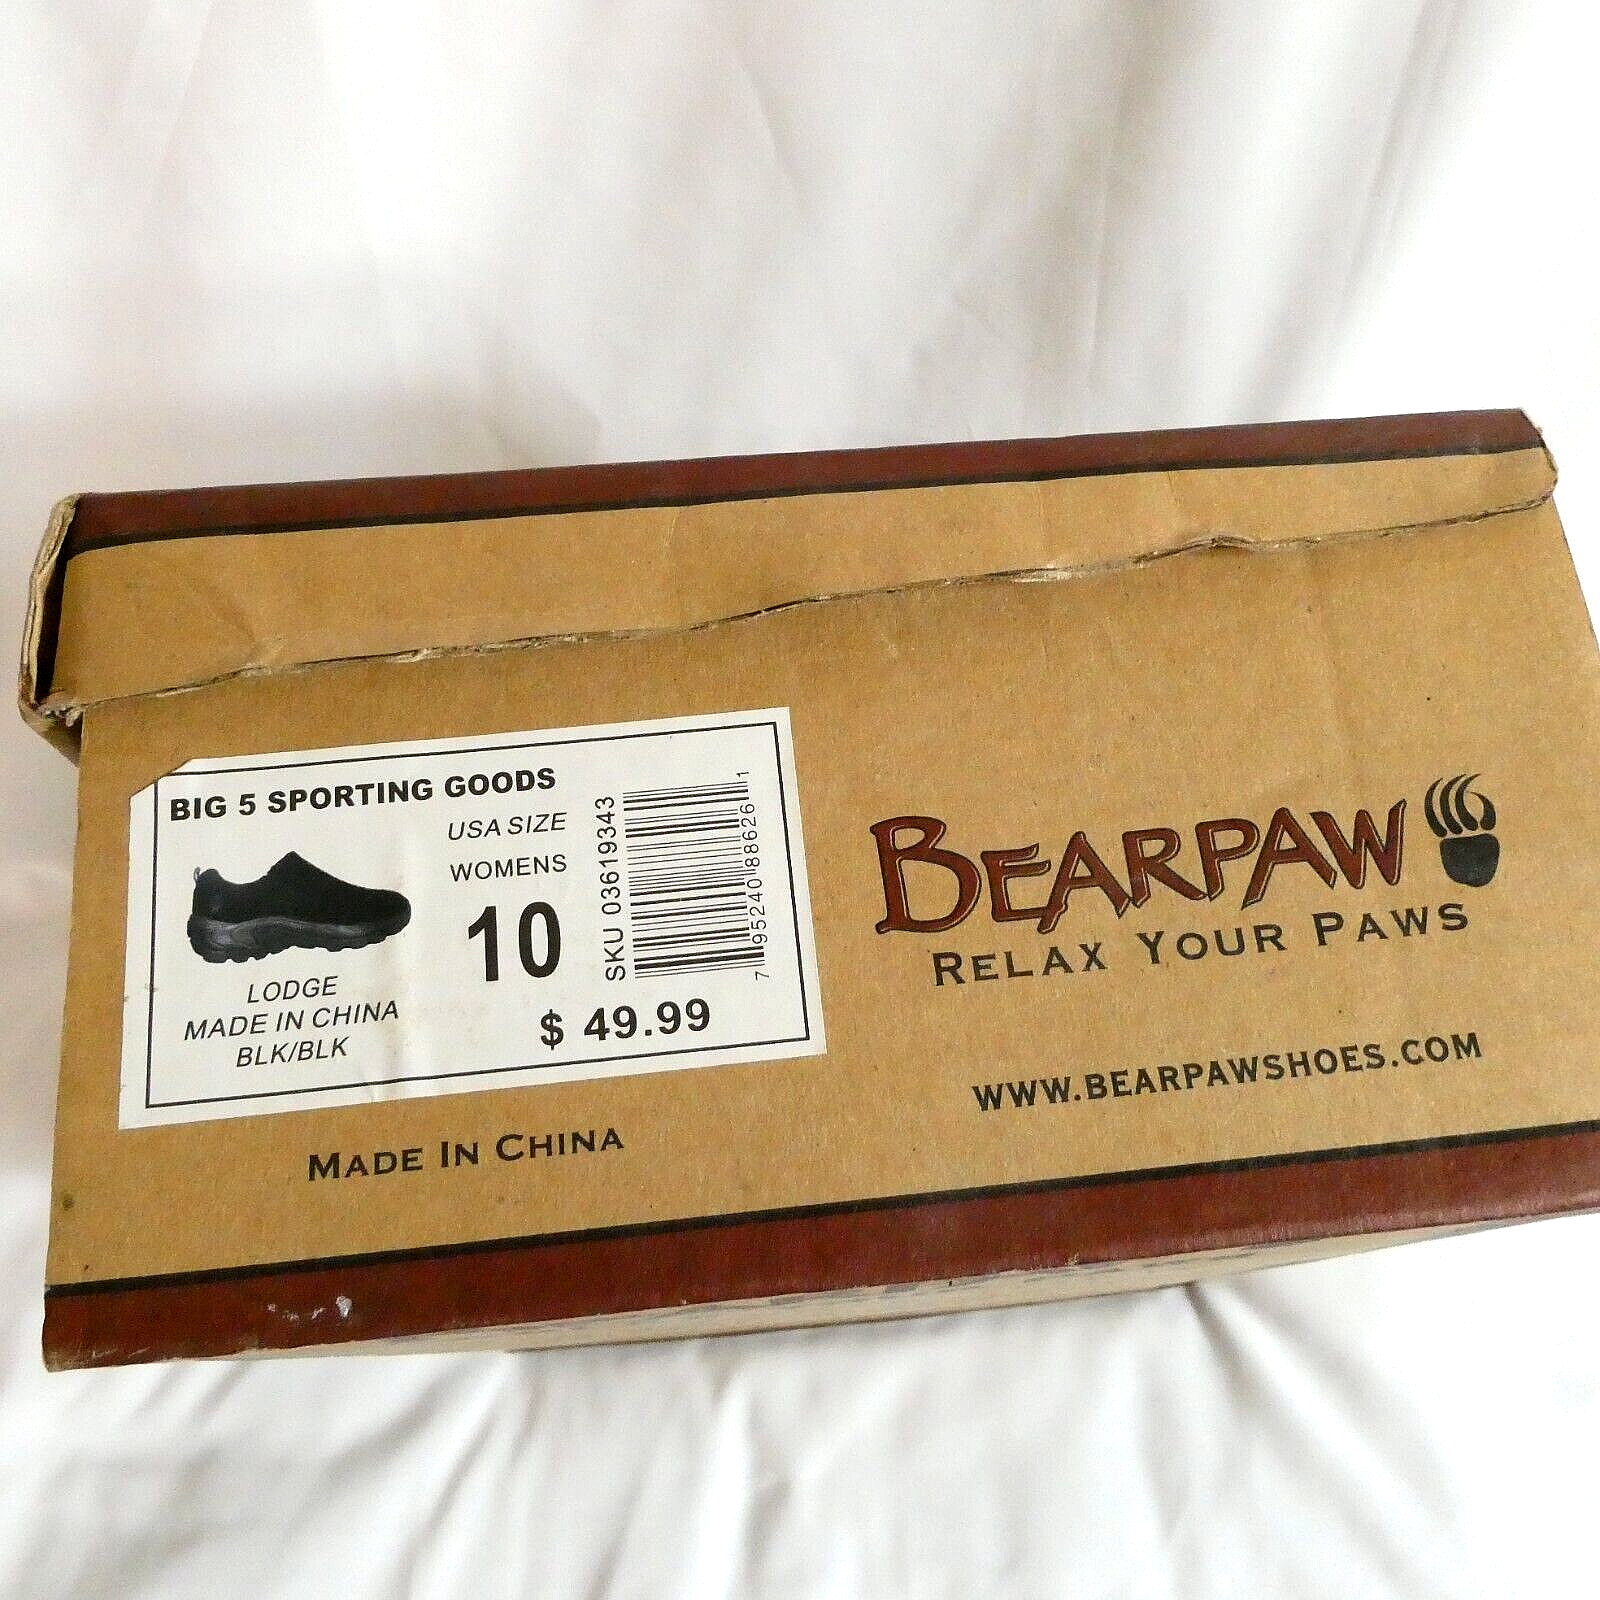 BIG 5 SPORTING GOODS
USA SIZE
WOMENS
10
SKU 03619343
7 95240 88626 1
$ 49.99
LODGE
MADE IN CHINA
BLK/BLK
MADE IN CHINA
BEARPAW
RELAX YOUR PAWS
WWW.BEARPAWSHOES.COM